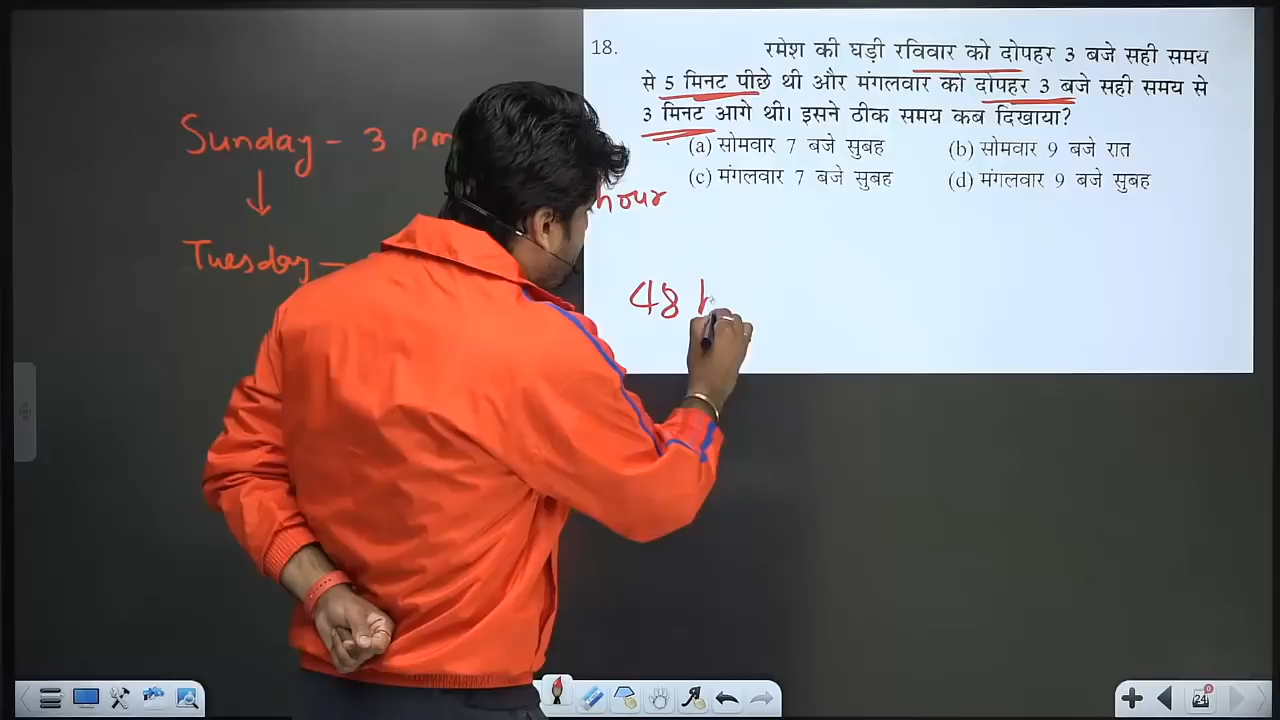 18. रमेश की घड़ी रविवार को दोपहर 3 बजे सही समय
से 5 मिनट पीछे थी और मंगलवार को दोपहर 3 बजे सही समय से
3 मिनट आगे थी। इसने ठीक समय कब दिखाया?
(a) सोमवार 7 बजे सुबह (b) सोमवार 9 बजे रात
(c) मंगलवार 7 बजे सुबह (d) मंगलवार 9 बजे सुबह
Sunday - 3 pm
Tuesday -
hour
48 h
24